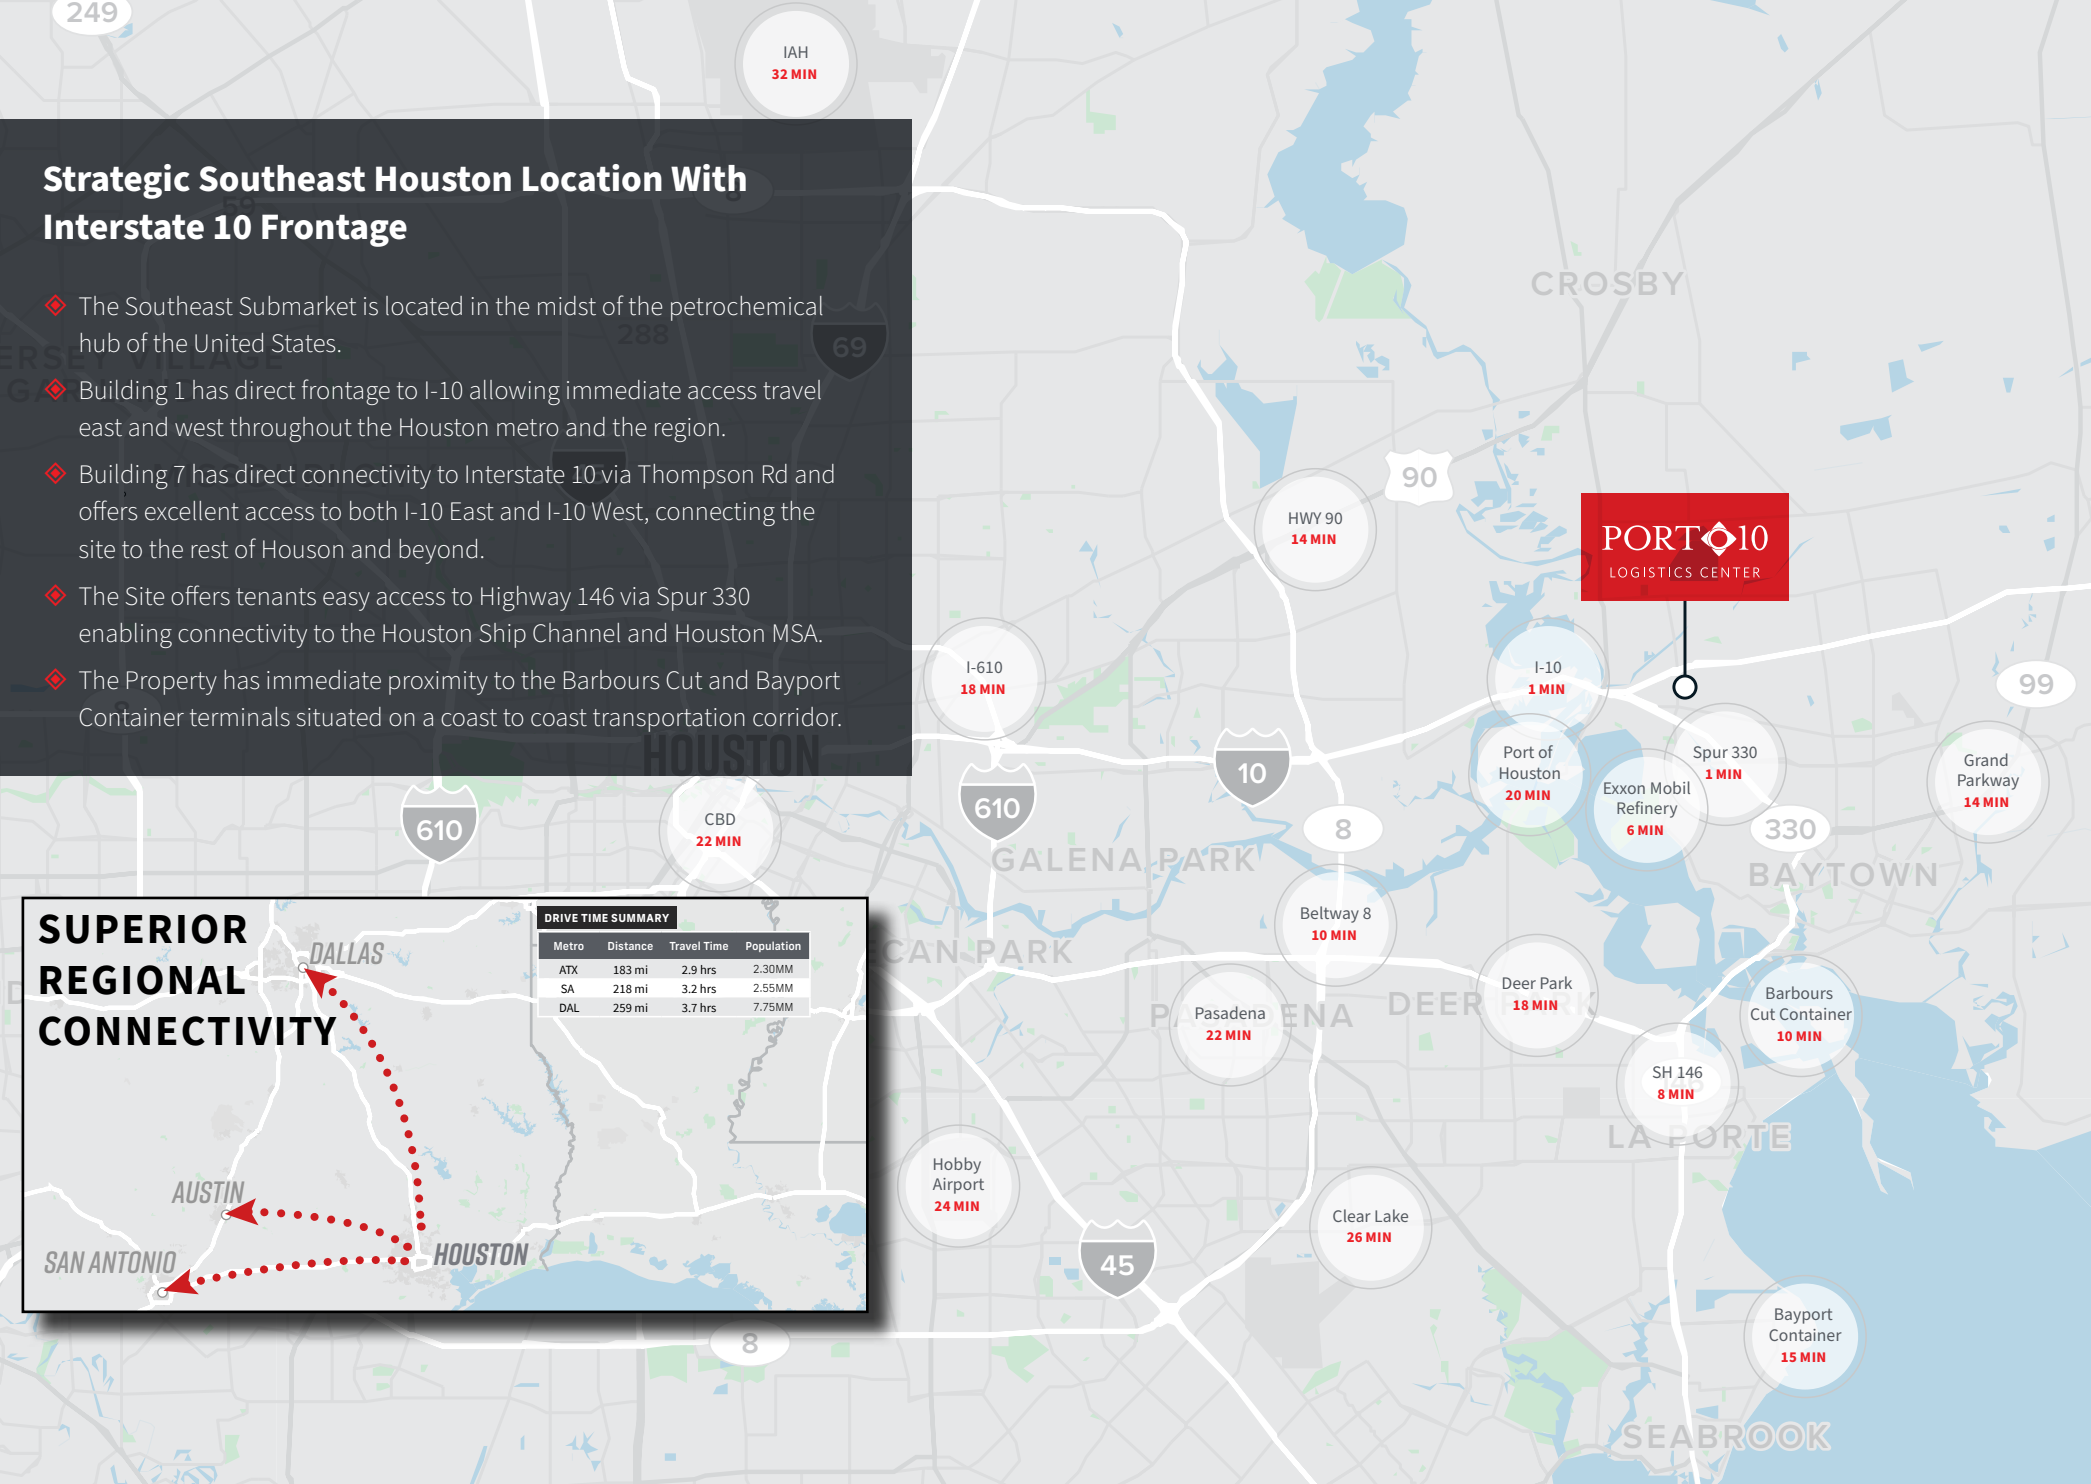 249
IAH
32 MIN
Strategic Southeast Houston Location With
Interstate 10 Frontage
The Southeast Submarket is located in the midst of the petrochemical
hub of the United States.
Building 1 has direct frontage to I-10 allowing immediate access travel
east and west throughout the Houston metro and the region.
Building 7 has direct connectivity to Interstate 10 via Thompson Rd and
offers excellent access to both I-10 East and I-10 West, connecting the
site to the rest of Houson and beyond.
The Site offers tenants easy access to Highway 146 via Spur 330
enabling connectivity to the Houston Ship Channel and Houston MSA.
The Property has immediate proximity to the Barbours Cut and Bayport
Container terminals situated on a coast to coast transportation corridor.
8
288
69
HOUSTON
CROSBY
90
HWY 90
14 MIN
PORT 10
LOGISTICS CENTER
I-610
18 MIN
I-10
1 MIN
99
Port of
Houston
20 MIN
Spur 330
1 MIN
Exxon Mobil
Refinery
6 MIN
Grand
Parkway
14 MIN
10
610
610
CBD
22 MIN
8
330
GALENA PARK
BAYTOWN
Beltway 8
10 MIN
ECAN PARK
PASADENA
Pasadena
22 MIN
DEER PARK
Deer Park
18 MIN
Barbours
Cut Container
10 MIN
SH 146
8 MIN
146
LA PORTE
Hobby
Airport
24 MIN
Clear Lake
26 MIN
45
Bayport
Container
15 MIN
8
SEABROOK
SUPERIOR
REGIONAL
CONNECTIVITY
DALLAS
AUSTIN
SAN ANTONIO
HOUSTON
DRIVE TIME SUMMARY
Metro Distance Travel Time Population
ATX 183 mi 2.9 hrs 2.30MM
SA 218 mi 3.2 hrs 2.55MM
DAL 259 mi 3.7 hrs 7.75MM